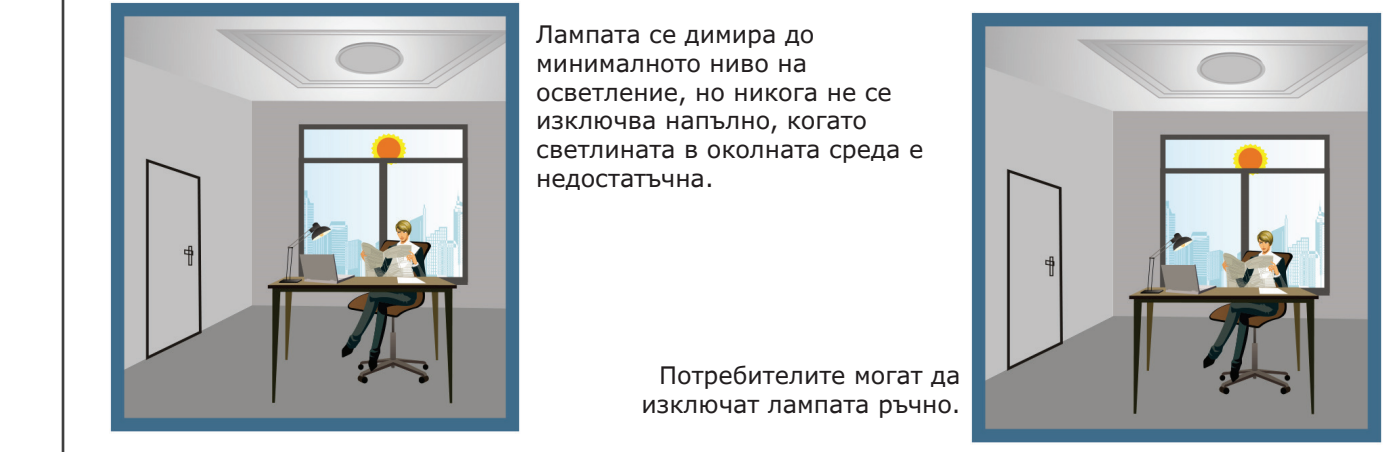 Лампата се димира до
минималното ниво на
осветление, но никога не се
изключва напълно, когато
светлината в околната среда е
недостатъчна.
Потребителите могат да
изключат лампата ръчно.